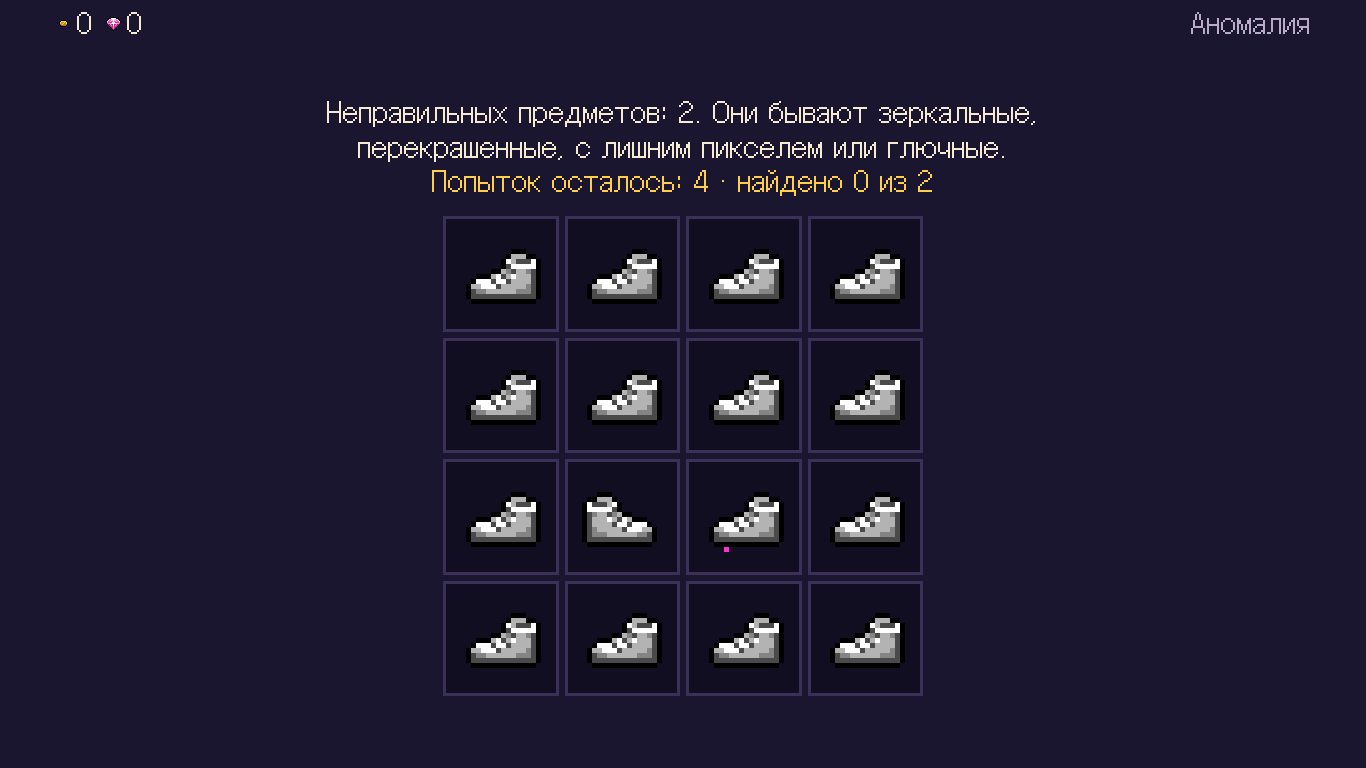 0 0
Аномалия
Неправильных предметов: 2. Они бывают зеркальные,
перекрашенные, с лишним пикселем или глючные.
Попыток осталось: 4 · найдено 0 из 2